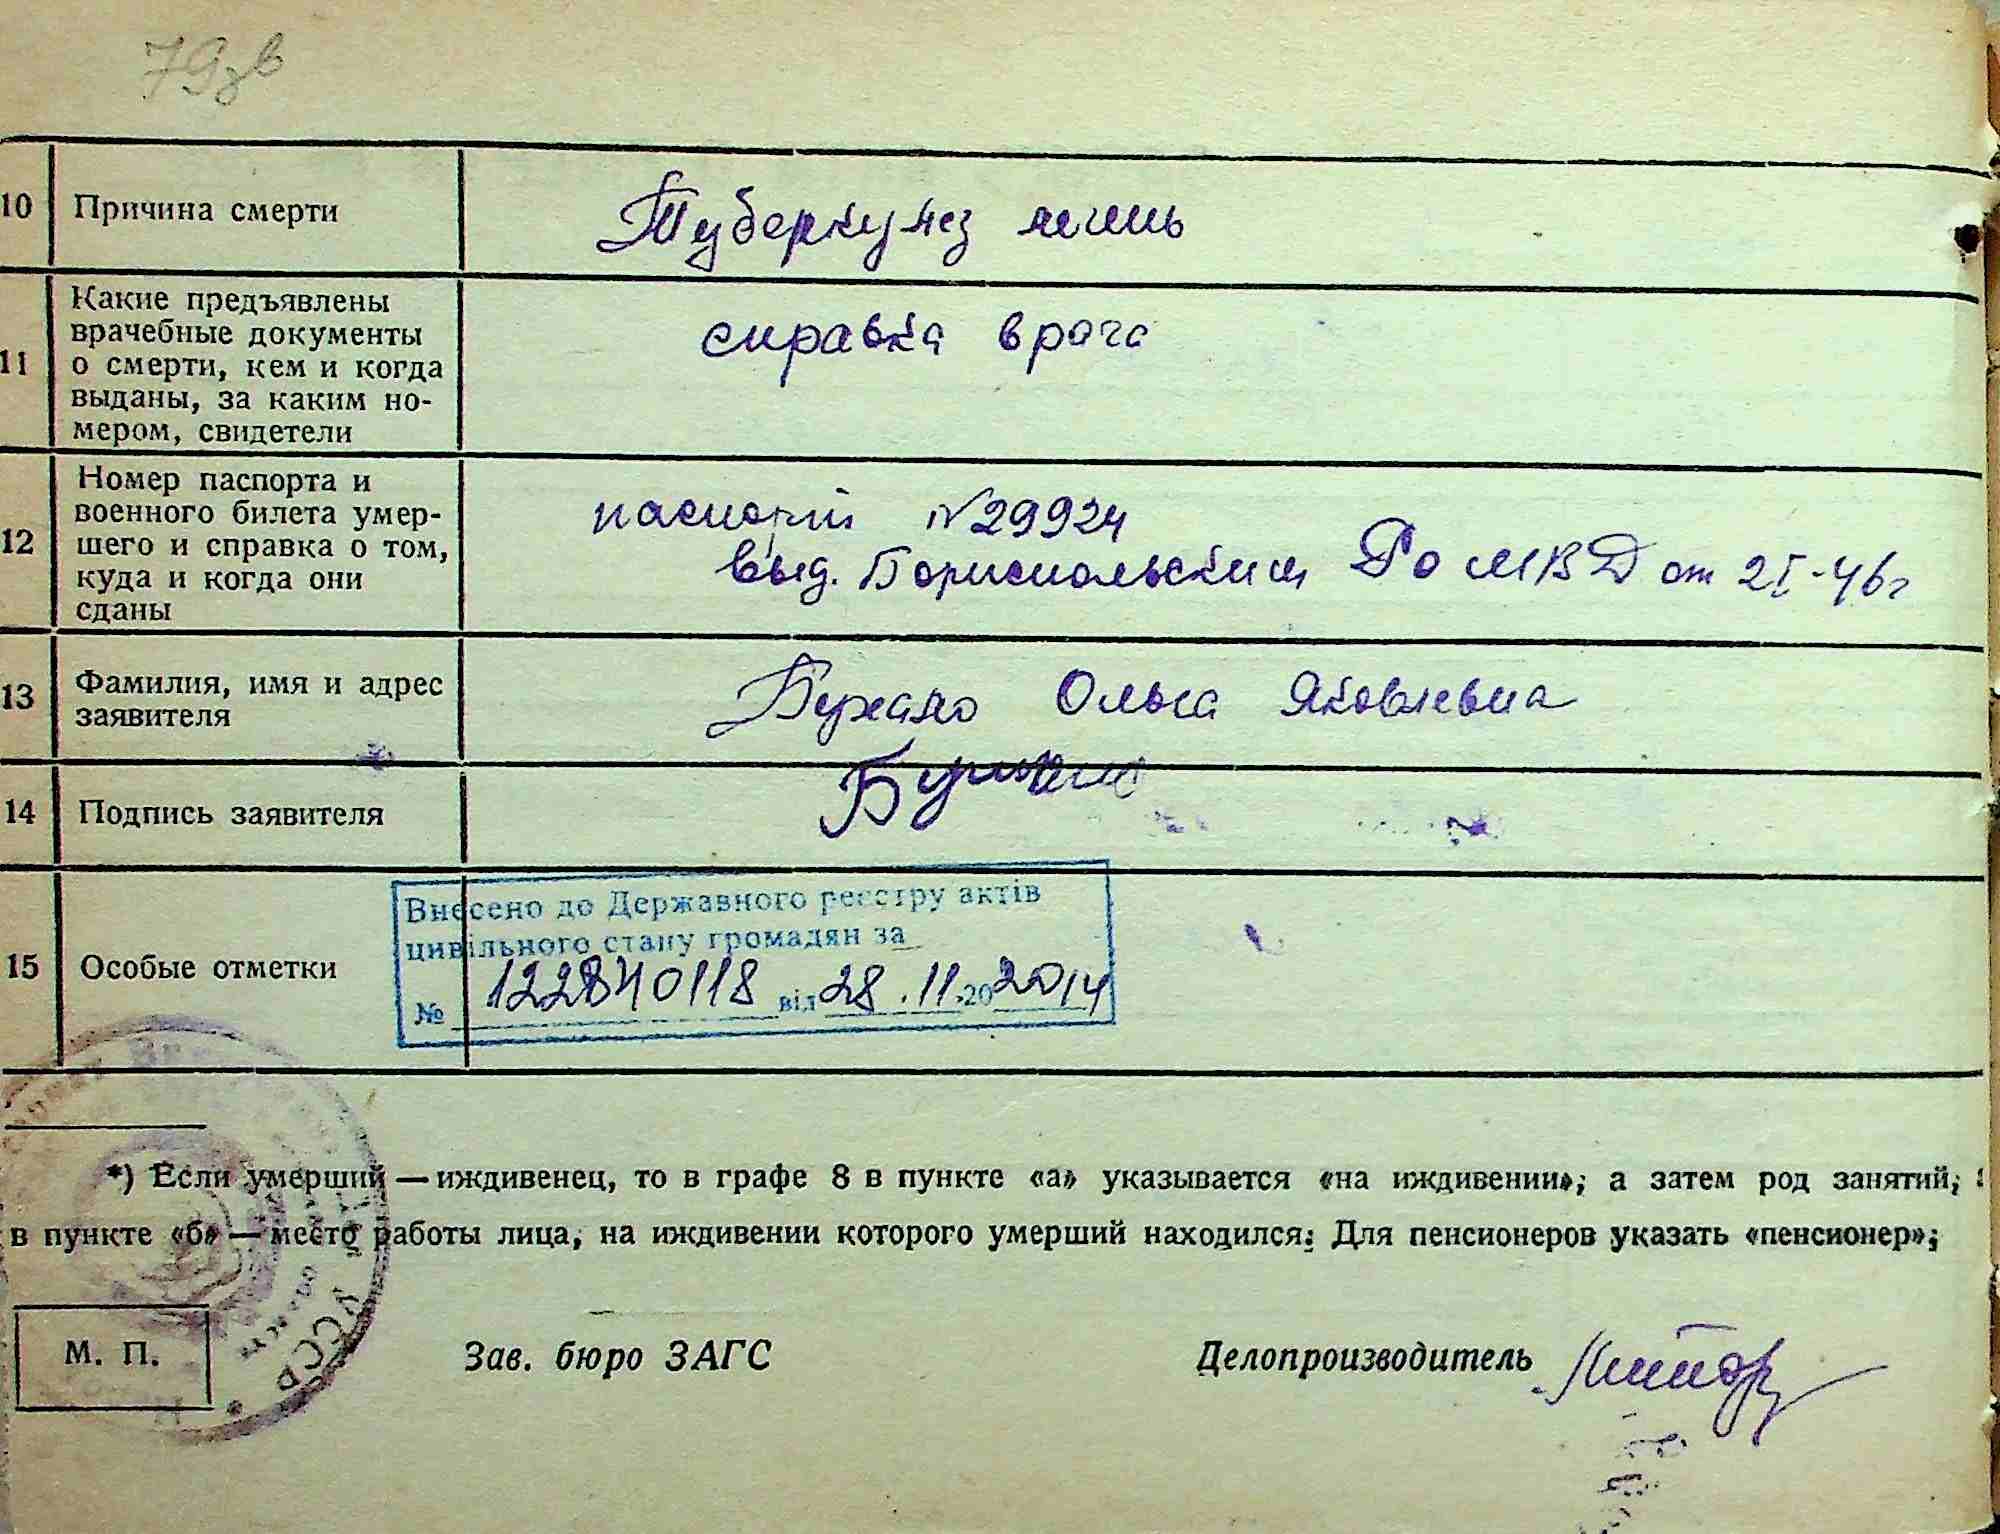 79зв
10 Причина смерти Туберкулез легких
11 Какие предъявлены
врачебные документы
о смерти, кем и когда
выданы, за каким но-
мером, свидетели
справка врача
12 Номер паспорта и
военного билета умер-
шего и справка о том,
куда и когда они
сданы
паспорт №29924
выд. Бориспольским Ро МВД от 2I-46г
13 Фамилия, имя и адрес
заявителя
Ольга Яковлевна
14 Подпись заявителя
15 Особые отметки
Внесено до Державного реєстру актів
цивільного стану громадян за
№ 122840118 від 28.11.20 2014
*) Если умерший — иждивенец, то в графе 8 в пункте «а» указывается «на иждивении»; а затем род занятий;
в пункте «б» — место работы лица, на иждивении которого умерший находился; Для пенсионеров указать «пенсионер»;
УССР
М. П. Зав. бюро ЗАГС Делопроизводитель